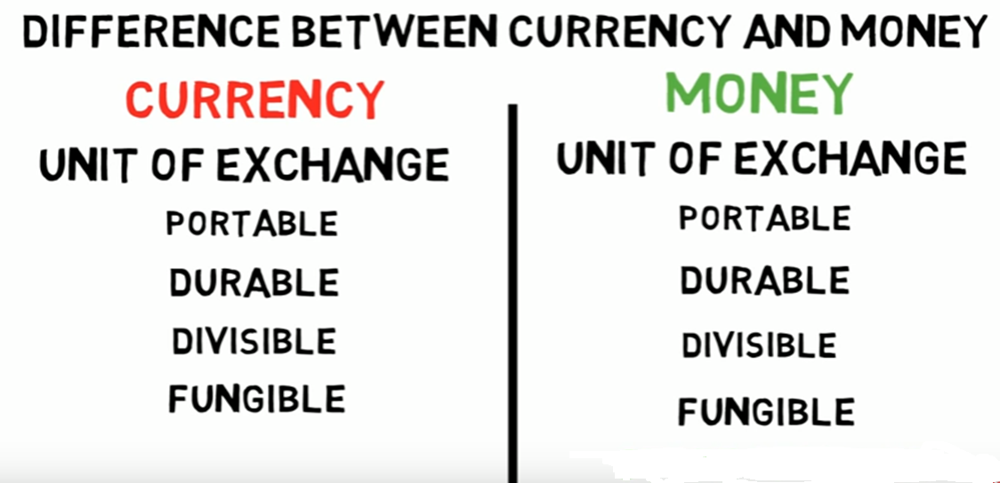 DIFFERENCE BETWEEN CURRENCY AND MONEY
CURRENCY
UNIT OF EXCHANGE
PORTABLE
DURABLE
DIVISIBLE
FUNGIBLE
MONEY
UNIT OF EXCHANGE
PORTABLE
DURABLE
DIVISIBLE
FUNGIBLE